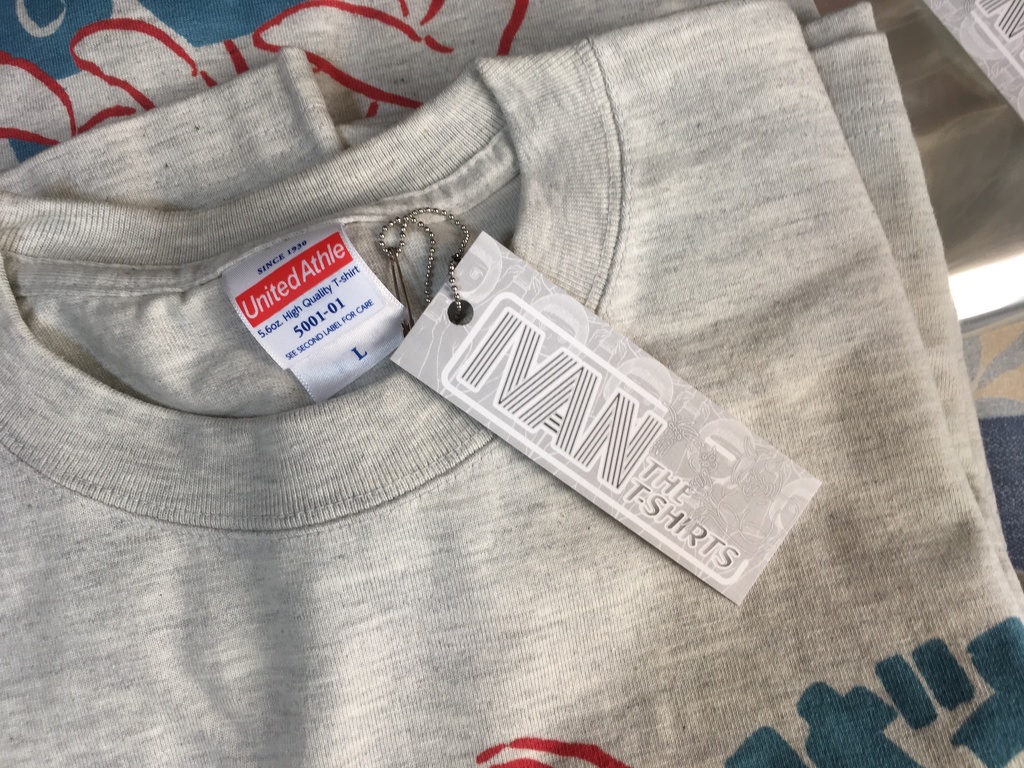 SINCE 1930
United Athle
5.6oz. High Quality T-shirt
5001-01
SEE SECOND LABEL FOR CARE
L
IVAN
THE
T-SHIRTS